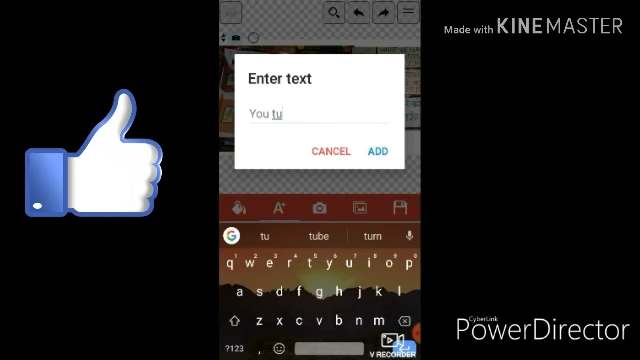 Made with KINEMASTER
Enter text
You tu
CANCEL ADD
A+
G tu tube turn
q w e r t y u i o p
a s d f g h j k l
z x c v b n m
?123 ,
V RECORDER
CyberLink
PowerDirector